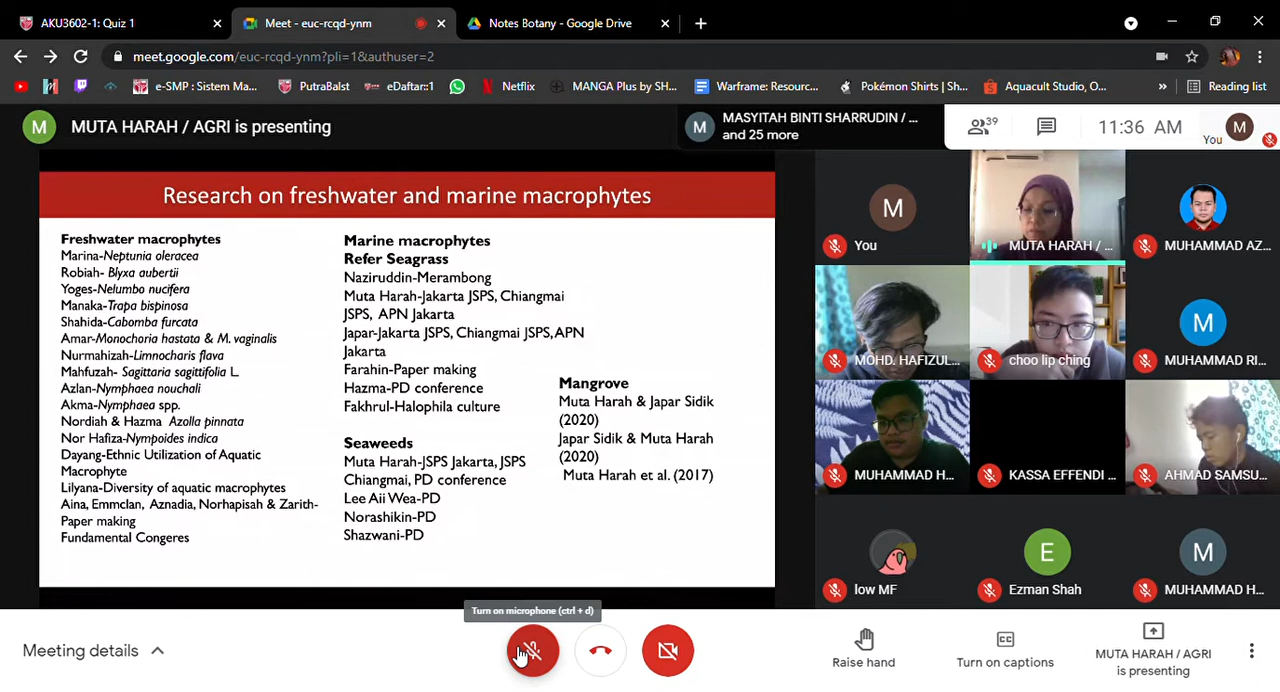 AKU3602-1: Quiz 1
Meet - euc-rcqd-ynm
Notes Botany - Google Drive
meet.google.com/euc-rcqd-ynm?pli=1&authuser=2
e-SMP : Sistem Ma...
PutraBalst
eDaftar::1
Netflix
MANGA Plus by SH...
Warframe: Resourc...
Pokémon Shirts | Sh...
Aquacult Studio, O...
»
Reading list
M
MUTA HARAH / AGRI is presenting
M
MASYITAH BINTI SHARRUDIN / ...
and 25 more
39
11:36 AM
You
M
Research on freshwater and marine macrophytes
Freshwater macrophytes
Marina-Neptunia oleracea
Robiah- Blyxa aubertii
Yoges-Nelumbo nucifera
Manaka-Trapa bispinosa
Shahida-Cabomba furcata
Amar-Monochoria hastata & M. vaginalis
Nurmahizah-Limnocharis flava
Mahfuzah- Sagittaria sagittifolia L.
Azlan-Nymphaea nouchali
Akma-Nymphaea spp.
Nordiah & Hazma Azolla pinnata
Nor Hafiza-Nympoides indica
Dayang-Ethnic Utilization of Aquatic
Macrophyte
Lilyana-Diversity of aquatic macrophytes
Aina, Emmclan, Aznadia, Norhapisah & Zarith-
Paper making
Fundamental Congeres
Marine macrophytes
Refer Seagrass
Naziruddin-Merambong
Muta Harah-Jakarta JSPS, Chiangmai
JSPS, APN Jakarta
Japar-Jakarta JSPS, Chiangmai JSPS,APN
Jakarta
Farahin-Paper making
Hazma-PD conference
Fakhrul-Halophila culture
Seaweeds
Muta Harah-JSPS Jakarta, JSPS
Chiangmai, PD conference
Lee Aii Wea-PD
Norashikin-PD
Shazwani-PD
Mangrove
Muta Harah & Japar Sidik
(2020)
Japar Sidik & Muta Harah
(2020)
Muta Harah et al. (2017)
M
You
MUTA HARAH / ...
MUHAMMAD AZ...
MOHD. HAFIZUL...
choo lip ching
M
MUHAMMAD RI...
MUHAMMAD H...
KASSA EFFENDI ...
AHMAD SAMSU...
low MF
E
Ezman Shah
M
MUHAMMAD H...
Turn on microphone (ctrl + d)
Meeting details
Raise hand
CC
Turn on captions
MUTA HARAH / AGRI
is presenting